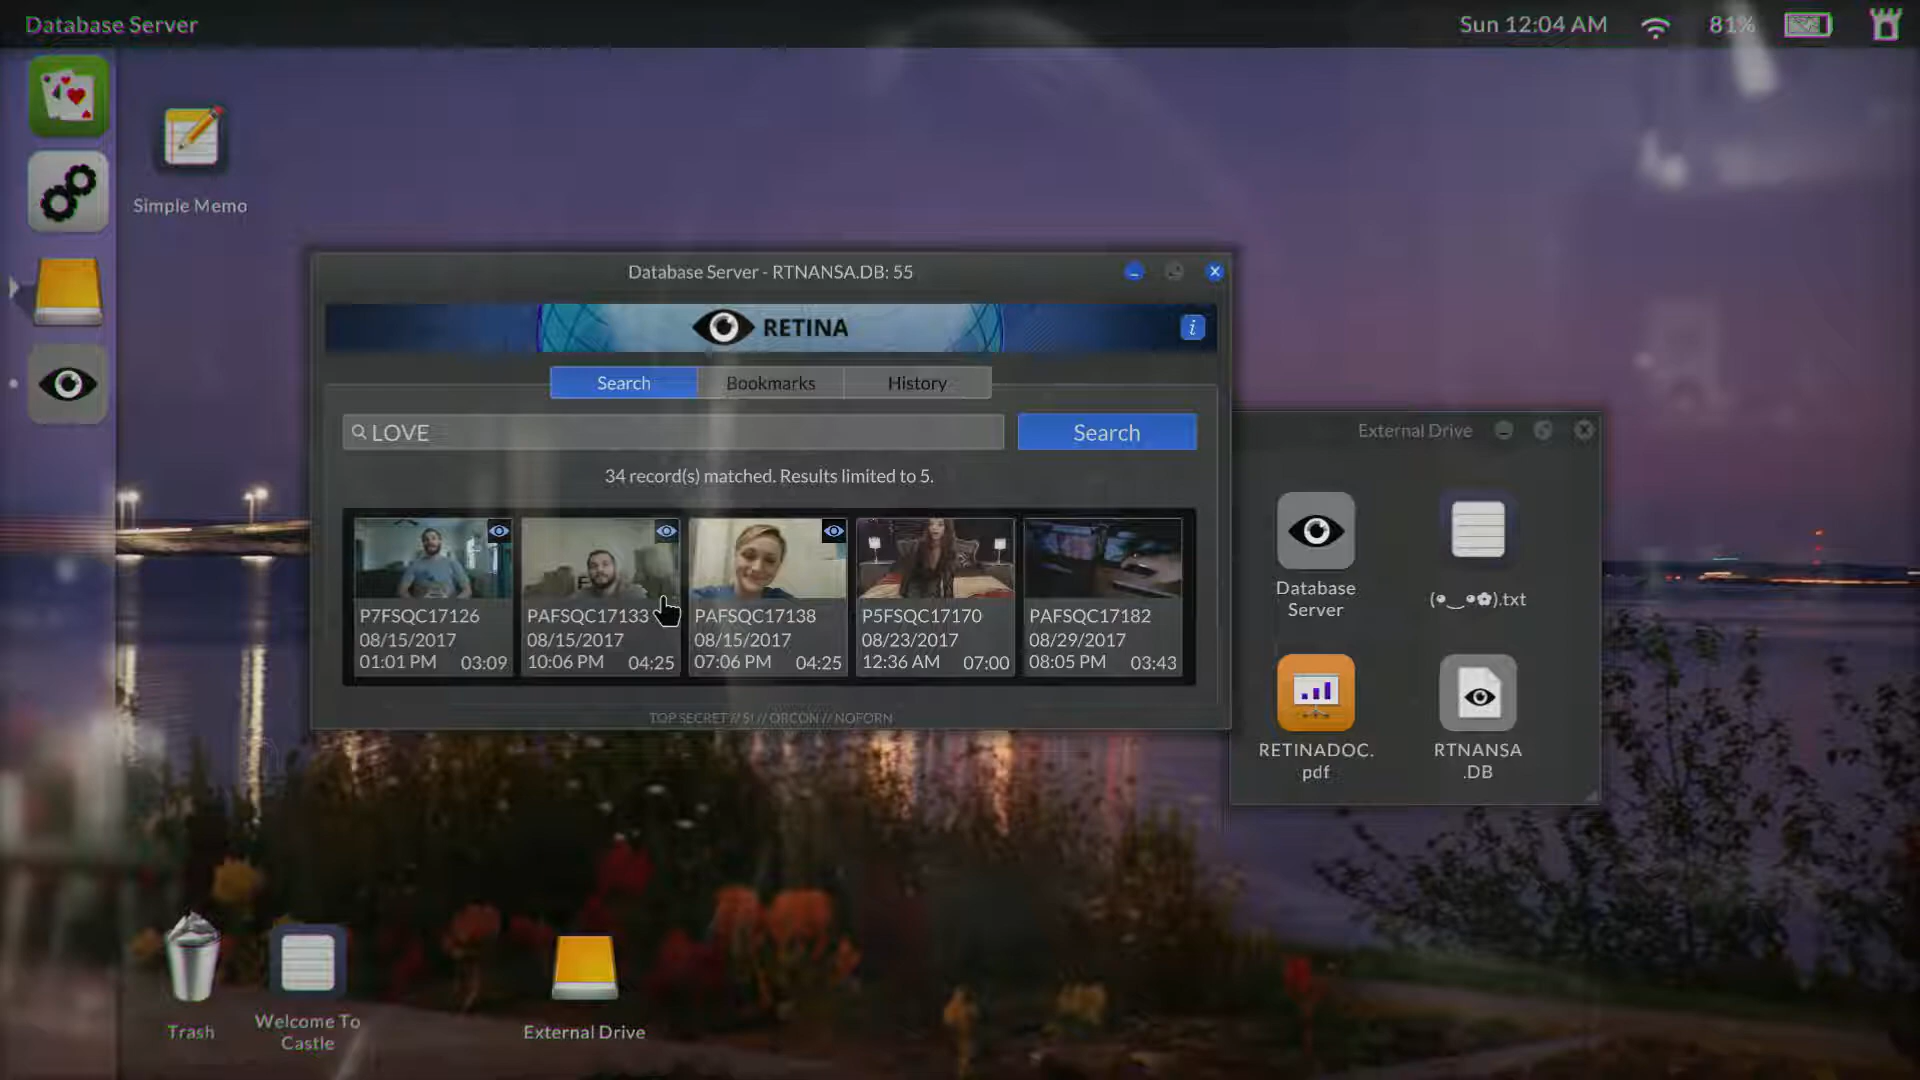 Database Server
Sun 12:04 AM
81%
Simple Memo
Database Server - RTNANSA.DB: 55
RETINA
i
Search
Bookmarks
History
LOVE
Search
34 record(s) matched. Results limited to 5.
P7FSQC17126
08/15/2017
01:01 PM 03:09
PAFSQC17133
08/15/2017
10:06 PM 04:25
PAFSQC17138
08/15/2017
07:06 PM 04:25
P5FSQC17170
08/23/2017
12:36 AM 07:00
PAFSQC17182
08/29/2017
08:05 PM 03:43
TOP SECRET // SI // ORCON // NOFORN
External Drive
Database
Server
(•‿•✿).txt
RETINADOC.
pdf
RTNANSA
.DB
Trash
Welcome To
Castle
External Drive